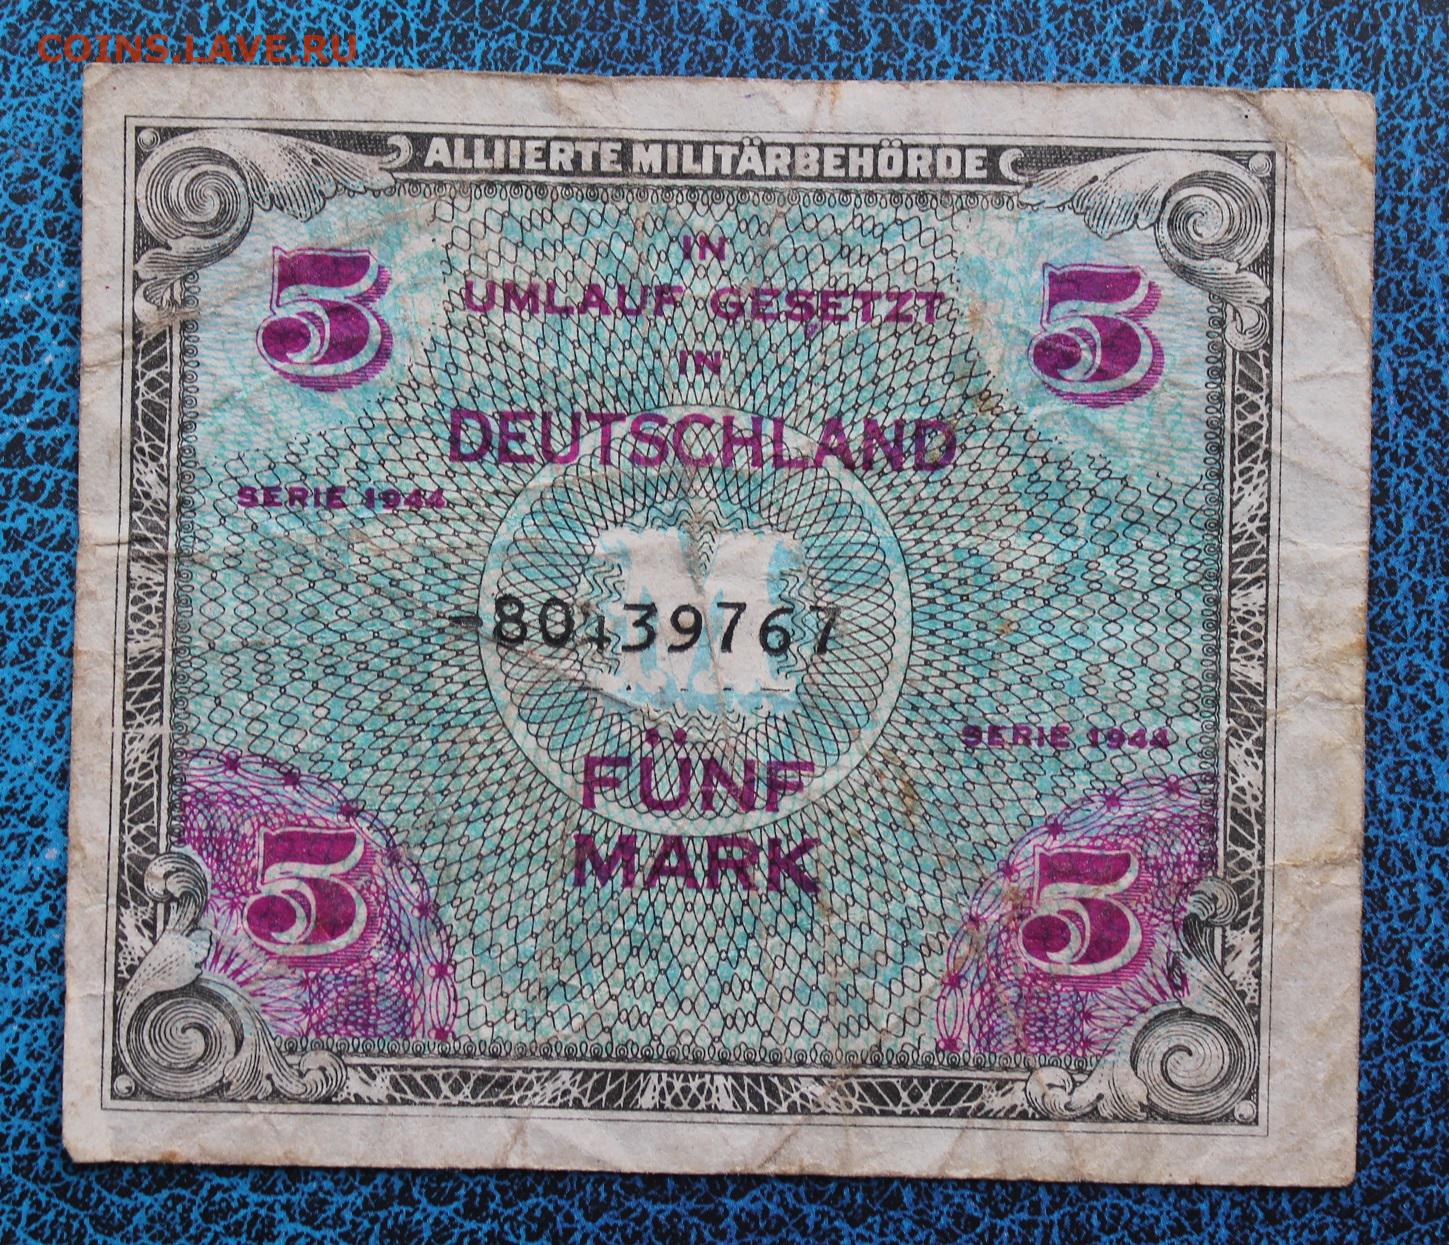 COINS.LAVE.RU
ALLIIERTE MILITÄRBEHÖRDE
IN
UMLAUF GESETZT
IN
DEUTSCHLAND
5
5
SERIE 1944
-80439767
SERIE 1944
FÜNF
MARK
5
5
M